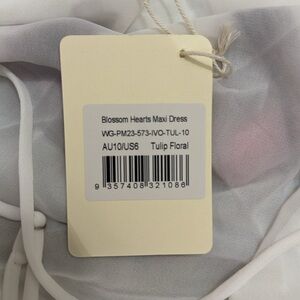 Blossom Hearts Maxi Dress
WG-PM23-573-IVO-TUL-10
AU10/US6 Tulip Floral
9 357408 321086